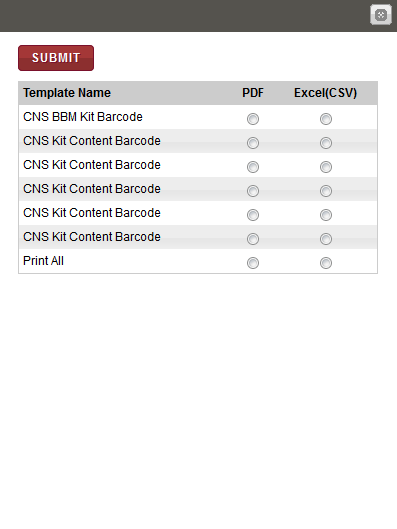 SUBMIT
Template Name PDF Excel(CSV)
CNS BBM Kit Barcode
CNS Kit Content Barcode
CNS Kit Content Barcode
CNS Kit Content Barcode
CNS Kit Content Barcode
CNS Kit Content Barcode
Print All